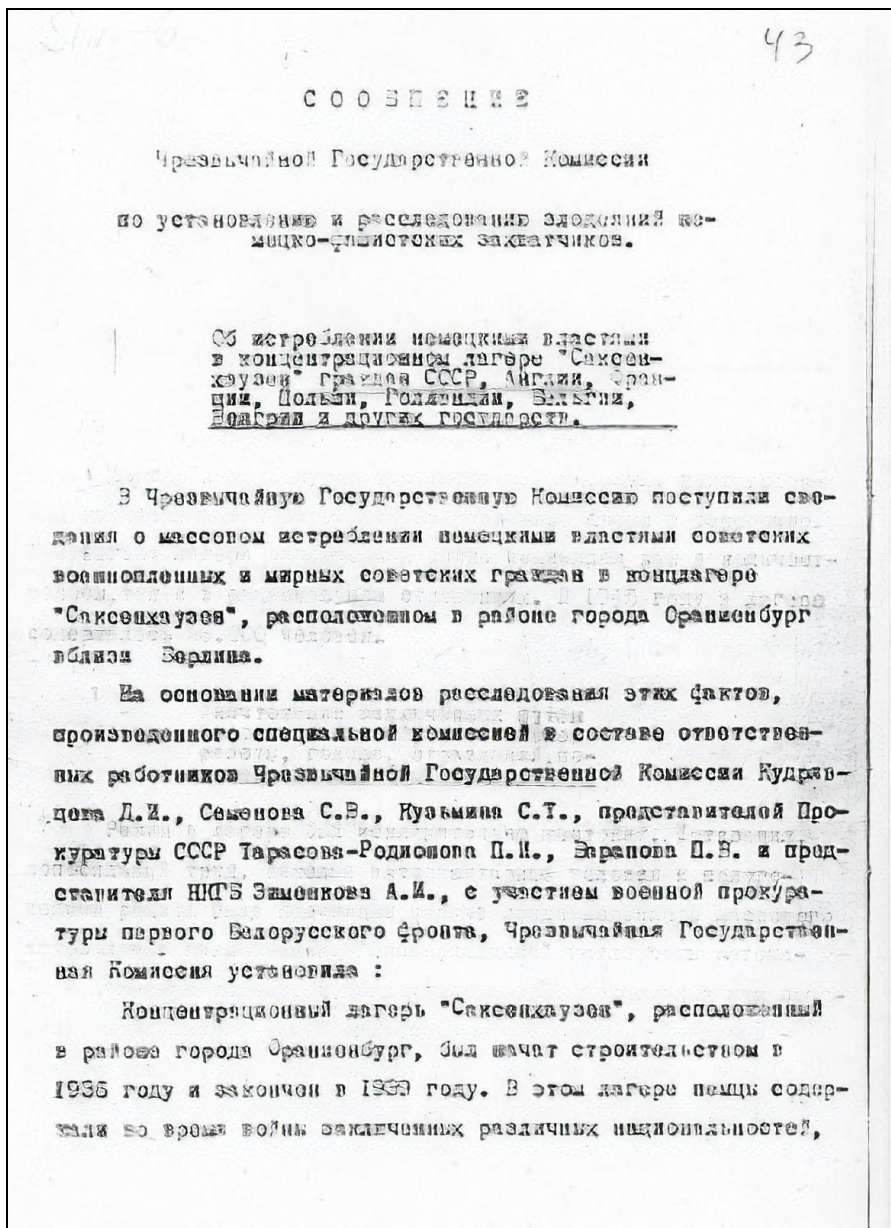 43
СООБЩЕНИЕ
Чрезвычайной Государственной Комиссии
по установлению и расследованию злодеяний не-
мецко-фашистских захватчиков.
Об истреблении немецкими властями
в концентрационном лагере "Саксен-
хаузен" граждан СССР, Англии, Фран-
ции, Польши, Голландии, Бельгии,
Венгрии и других государств.
В Чрезвычайную Государственную Комиссию поступили све-
дения о массовом истреблении немецкими властями советских
военнопленных и мирных советских граждан в концлагере
"Саксенхаузен", расположенном в районе города Ораниенбург
вблизи Берлина.
На основании материалов расследования этих фактов,
произведенного специальной комиссией в составе ответствен-
ных работников Чрезвычайной Государственной Комиссии Кудряв-
цева Д.И., Семенова С.В., Кузьмина С.Т., представителей Про-
куратуры СССР Тарасова-Родионова П.И., Баранова П.В. и пред-
ставителя НКГБ Зименкова А.И., с участием военной прокура-
туры первого Белорусского фронта, Чрезвычайная Государствен-
ная Комиссия установила :
Концентрационный лагерь "Саксенхаузен", расположенный
в районе города Ораниенбург, был начат строительством в
1936 году и закончен в 1939 году. В этом лагере немцы содер-
жали во время войны заключенных различных национальностей,